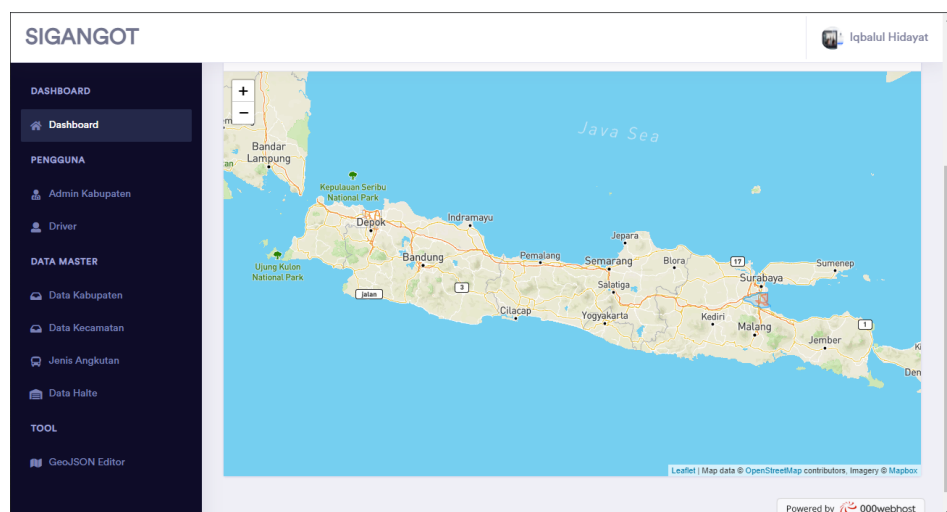 SIGANGOT
Iqbalul Hidayat
DASHBOARD
Dashboard
PENGGUNA
Admin Kabupaten
Driver
DATA MASTER
Data Kabupaten
Data Kecamatan
Jenis Angkutan
Data Halte
TOOL
GeoJSON Editor
+
−
Java Sea
Bandar
Lampung
Kepulauan Seribu
National Park
Depok
Indramayu
Ujung Kulon
National Park
Bandung
Pemalang
Jepara
Semarang
Blora
17
Surabaya
Sumenep
jalan
3
Salatiga
Cilacap
Yogyakarta
Kediri
Malang
1
Jember
Den
Leaflet | Map data © OpenStreetMap contributors, Imagery © Mapbox
Powered by 000webhost